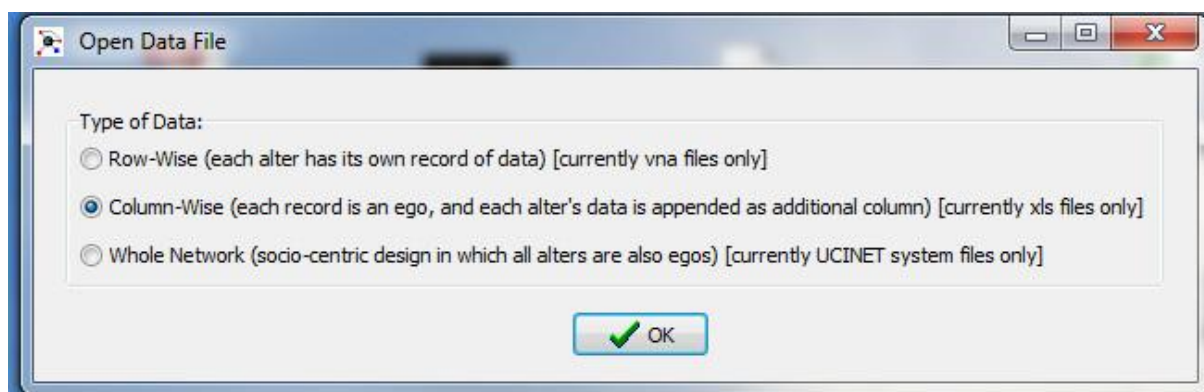 Open Data File
Type of Data:
Row-Wise (each alter has its own record of data) [currently vna files only]
Column-Wise (each record is an ego, and each alter's data is appended as additional column) [currently xls files only]
Whole Network (socio-centric design in which all alters are also egos) [currently UCINET system files only]
OK